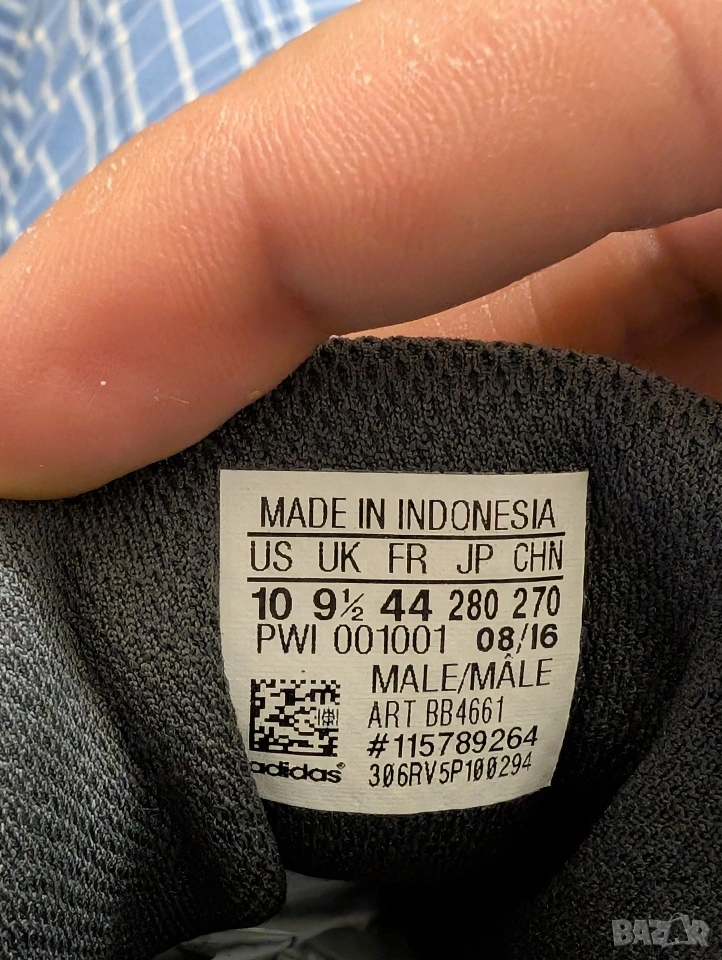 MADE IN INDONESIA
US UK FR JP CHN
10 9½ 44 280 270
PWI 001001 08/16
MALE/MÂLE
ART BB4661
#115789264
adidas® 306RV5P100294
BAZAR